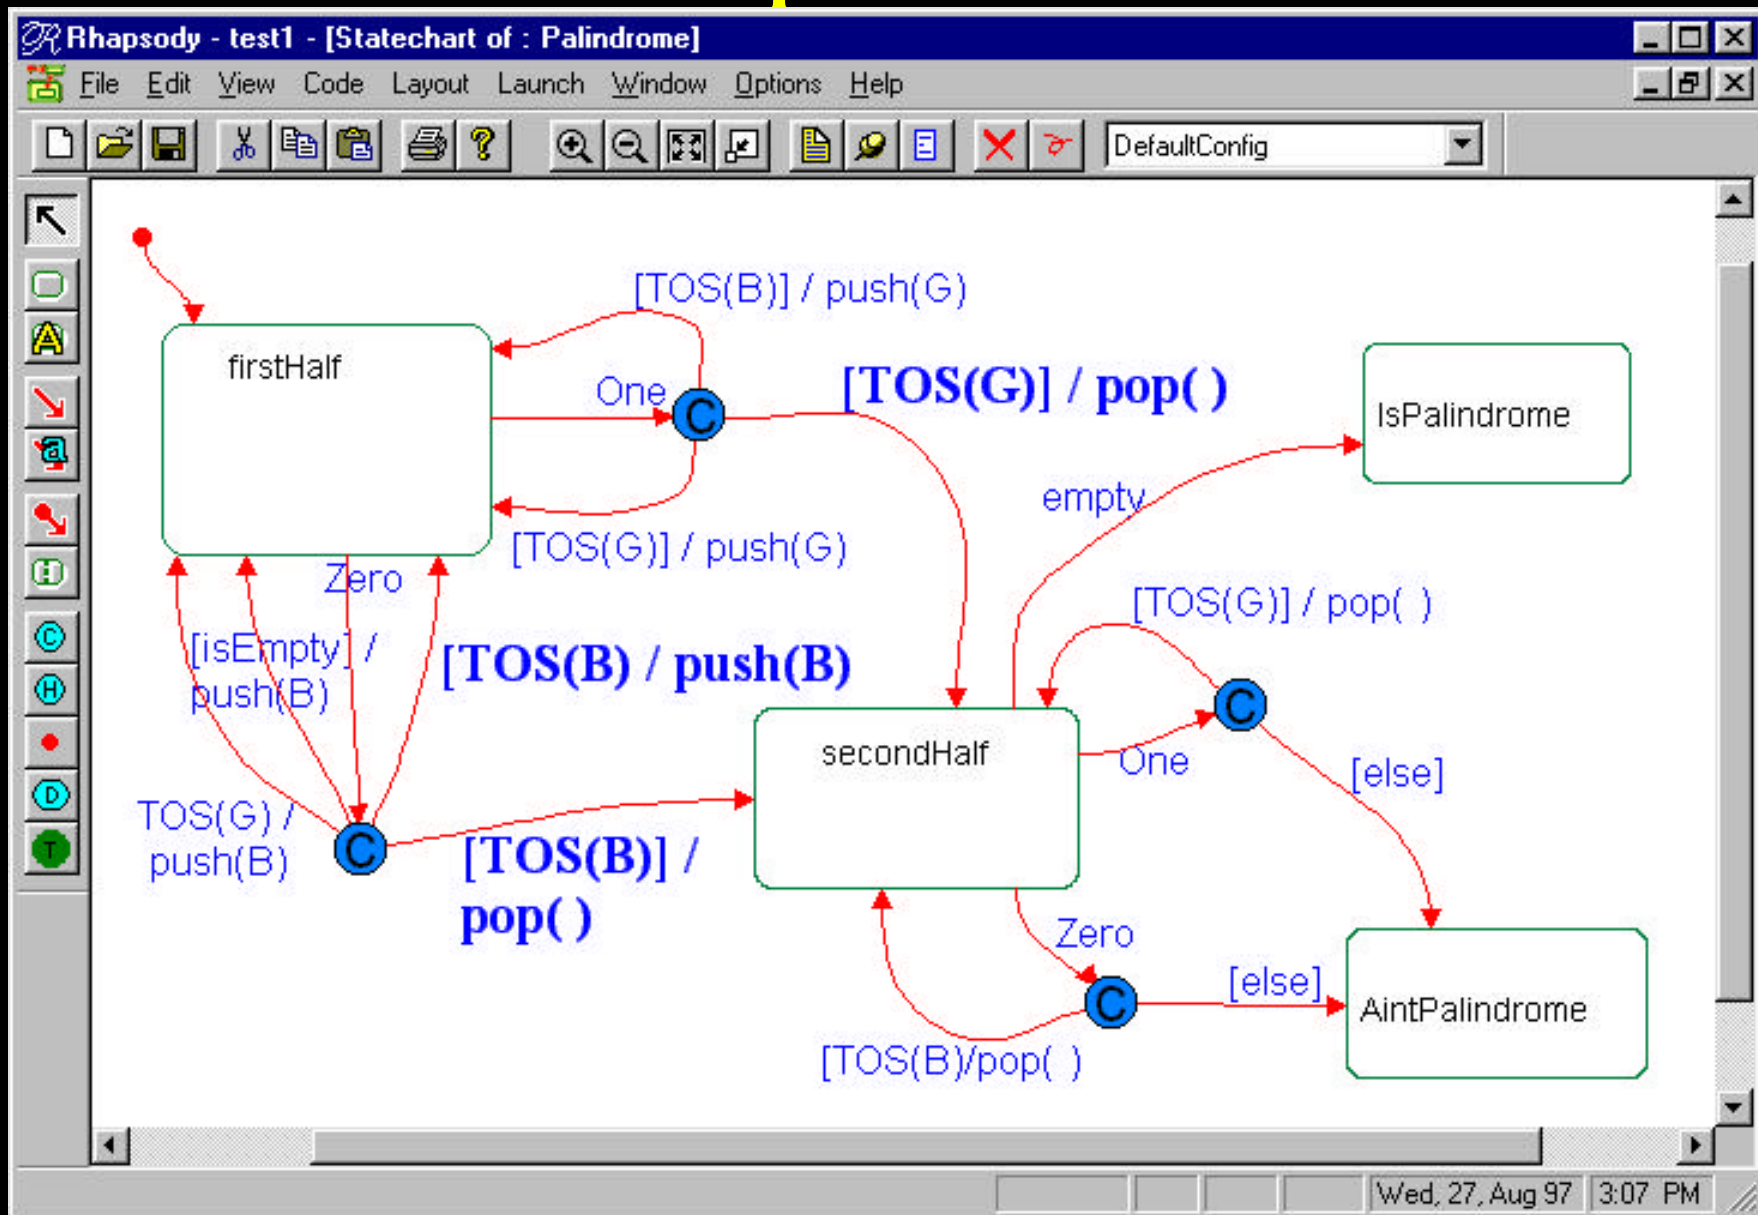 Rhapsody - test1 - [Statechart of : Palindrome]
File Edit View Code Layout Launch Window Options Help
DefaultConfig
[TOS(B)] / push(G)
firstHalf
One
C
[TOS(G)] / pop( )
IsPalindrome
empty
[TOS(G)] / push(G)
Zero
[TOS(G)] / pop( )
[isEmpty] /
push(B)
[TOS(B) / push(B)
C
secondHalf
One
[else]
TOS(G) /
push(B)
C
[TOS(B)] /
pop( )
Zero
[else]
C
AintPalindrome
[TOS(B)/pop( )
A
a
C
H
D
T
Wed, 27, Aug 97 3:07 PM